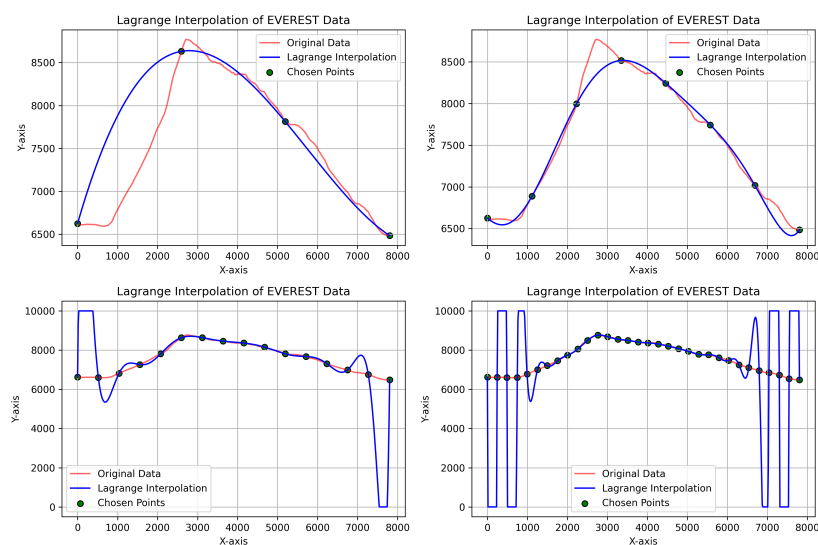 Lagrange Interpolation of EVEREST Data
Y-axis
8500
8000
7500
7000
6500
Original Data
Lagrange Interpolation
Chosen Points
0 1000 2000 3000 4000 5000 6000 7000 8000
X-axis
Lagrange Interpolation of EVEREST Data
Y-axis
8500
8000
7500
7000
6500
Original Data
Lagrange Interpolation
Chosen Points
0 1000 2000 3000 4000 5000 6000 7000 8000
X-axis
Lagrange Interpolation of EVEREST Data
Y-axis
10000
8000
6000
4000
2000
0
Original Data
Lagrange Interpolation
Chosen Points
0 1000 2000 3000 4000 5000 6000 7000 8000
X-axis
Lagrange Interpolation of EVEREST Data
Y-axis
10000
8000
6000
4000
2000
0
Original Data
Lagrange Interpolation
Chosen Points
0 1000 2000 3000 4000 5000 6000 7000 8000
X-axis